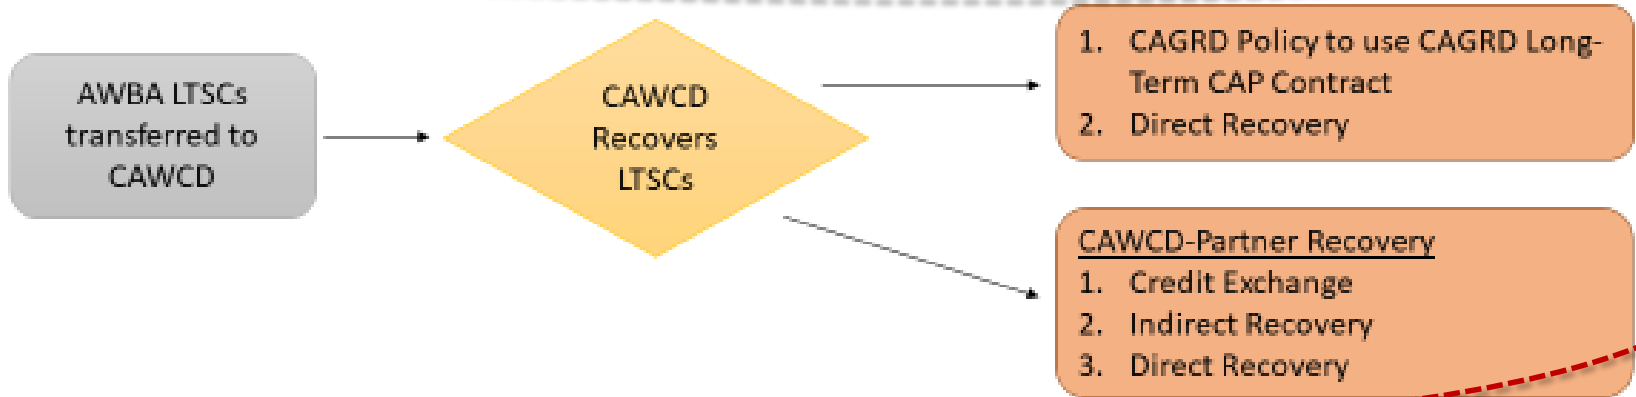 AWBA LTSCs
transferred to
CAWCD
CAWCD
Recovers
LTSCs
1. CAGRD Policy to use CAGRD Long-
Term CAP Contract
2. Direct Recovery
CAWCD-Partner Recovery
1. Credit Exchange
2. Indirect Recovery
3. Direct Recovery